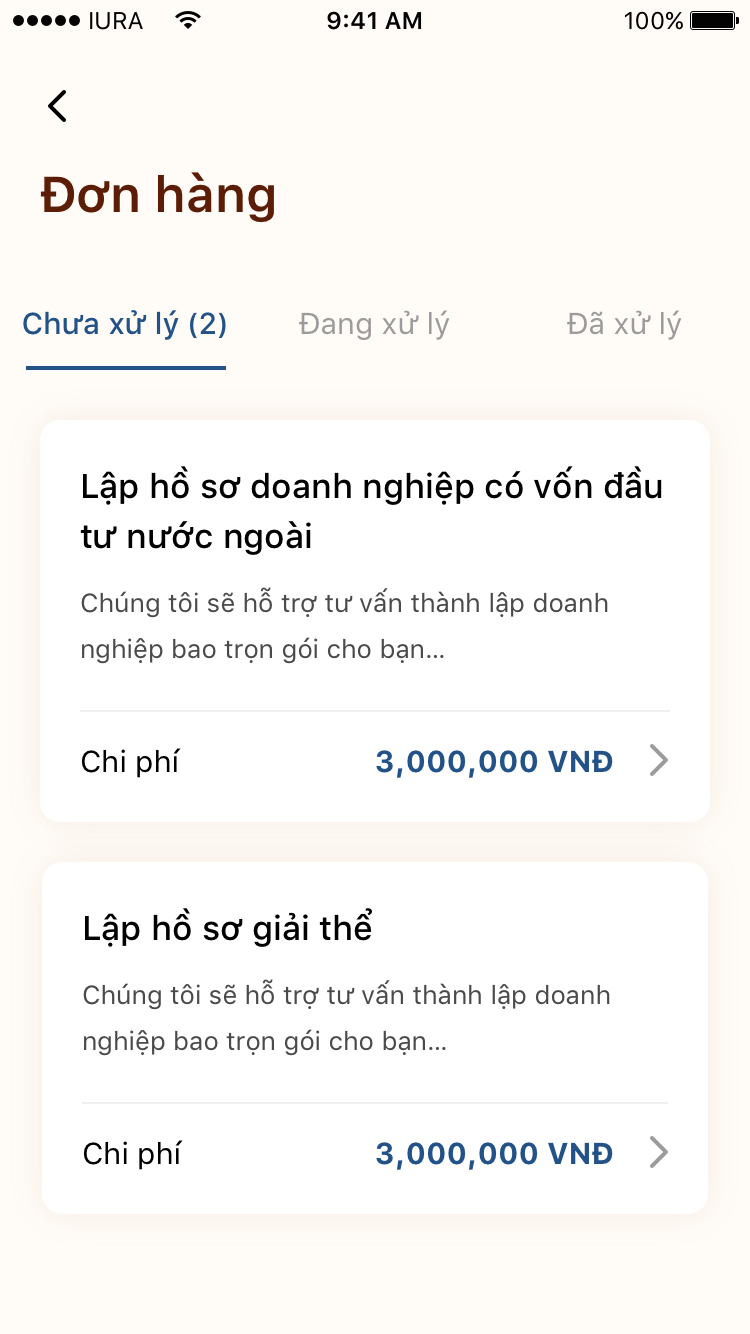 IURA 9:41 AM 100%
Đơn hàng
Chưa xử lý (2) Đang xử lý Đã xử lý
Lập hồ sơ doanh nghiệp có vốn đầu
tư nước ngoài
Chúng tôi sẽ hỗ trợ tư vấn thành lập doanh
nghiệp bao trọn gói cho bạn...
Chi phí 3,000,000 VNĐ
Lập hồ sơ giải thể
Chúng tôi sẽ hỗ trợ tư vấn thành lập doanh
nghiệp bao trọn gói cho bạn...
Chi phí 3,000,000 VNĐ